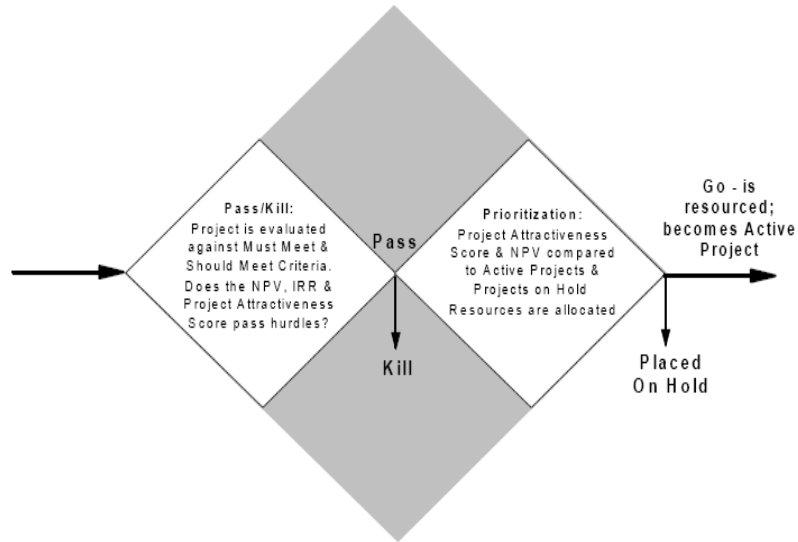 Pass/Kill:
Project is evaluated
against Must Meet &
Should Meet Criteria.
Does the NPV, IRR &
Project Attractiveness
Score pass hurdles?
Pass
Kill
Prioritization:
Project Attractiveness
Score & NPV compared
to Active Projects &
Projects on Hold
Resources are allocated
Go - is
resourced;
becomes Active
Project
Placed
On Hold